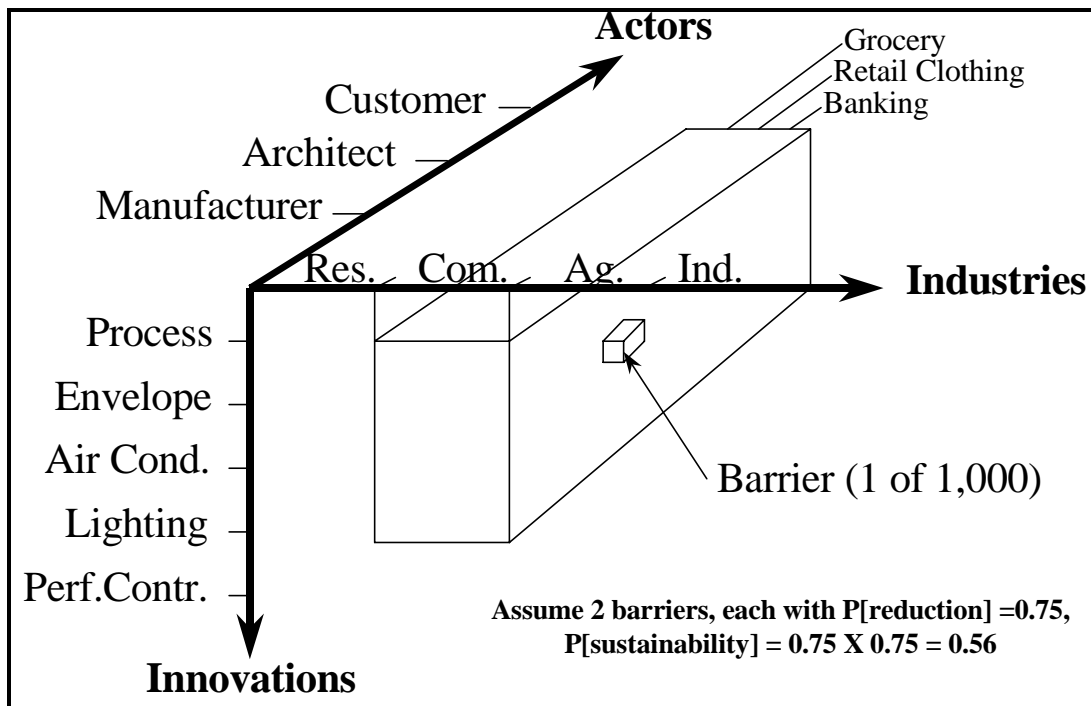 Actors
Grocery
Retail Clothing
Banking
Customer
Architect
Manufacturer
Res. Com. Ag. Ind.
Industries
Process
Envelope
Air Cond.
Lighting
Perf.Contr.
Innovations
Barrier (1 of 1,000)
Assume 2 barriers, each with P[reduction] =0.75,
P[sustainability] = 0.75 X 0.75 = 0.56